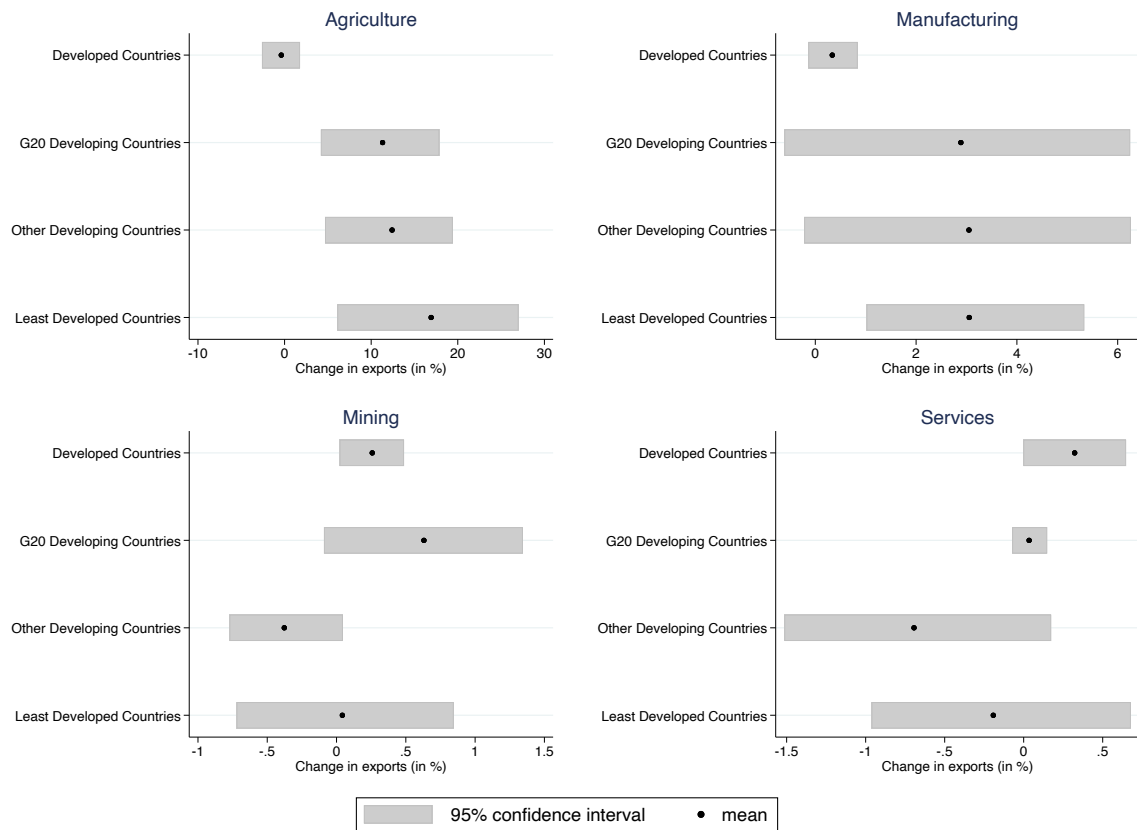 Agriculture
Developed Countries
G20 Developing Countries
Other Developing Countries
Least Developed Countries
-10 0 10 20 30
Change in exports (in %)
Manufacturing
Developed Countries
G20 Developing Countries
Other Developing Countries
Least Developed Countries
0 2 4 6
Change in exports (in %)
Mining
Developed Countries
G20 Developing Countries
Other Developing Countries
Least Developed Countries
-1 -.5 0 .5 1 1.5
Change in exports (in %)
Services
Developed Countries
G20 Developing Countries
Other Developing Countries
Least Developed Countries
-1.5 -1 -.5 0 .5
Change in exports (in %)
95% confidence interval mean